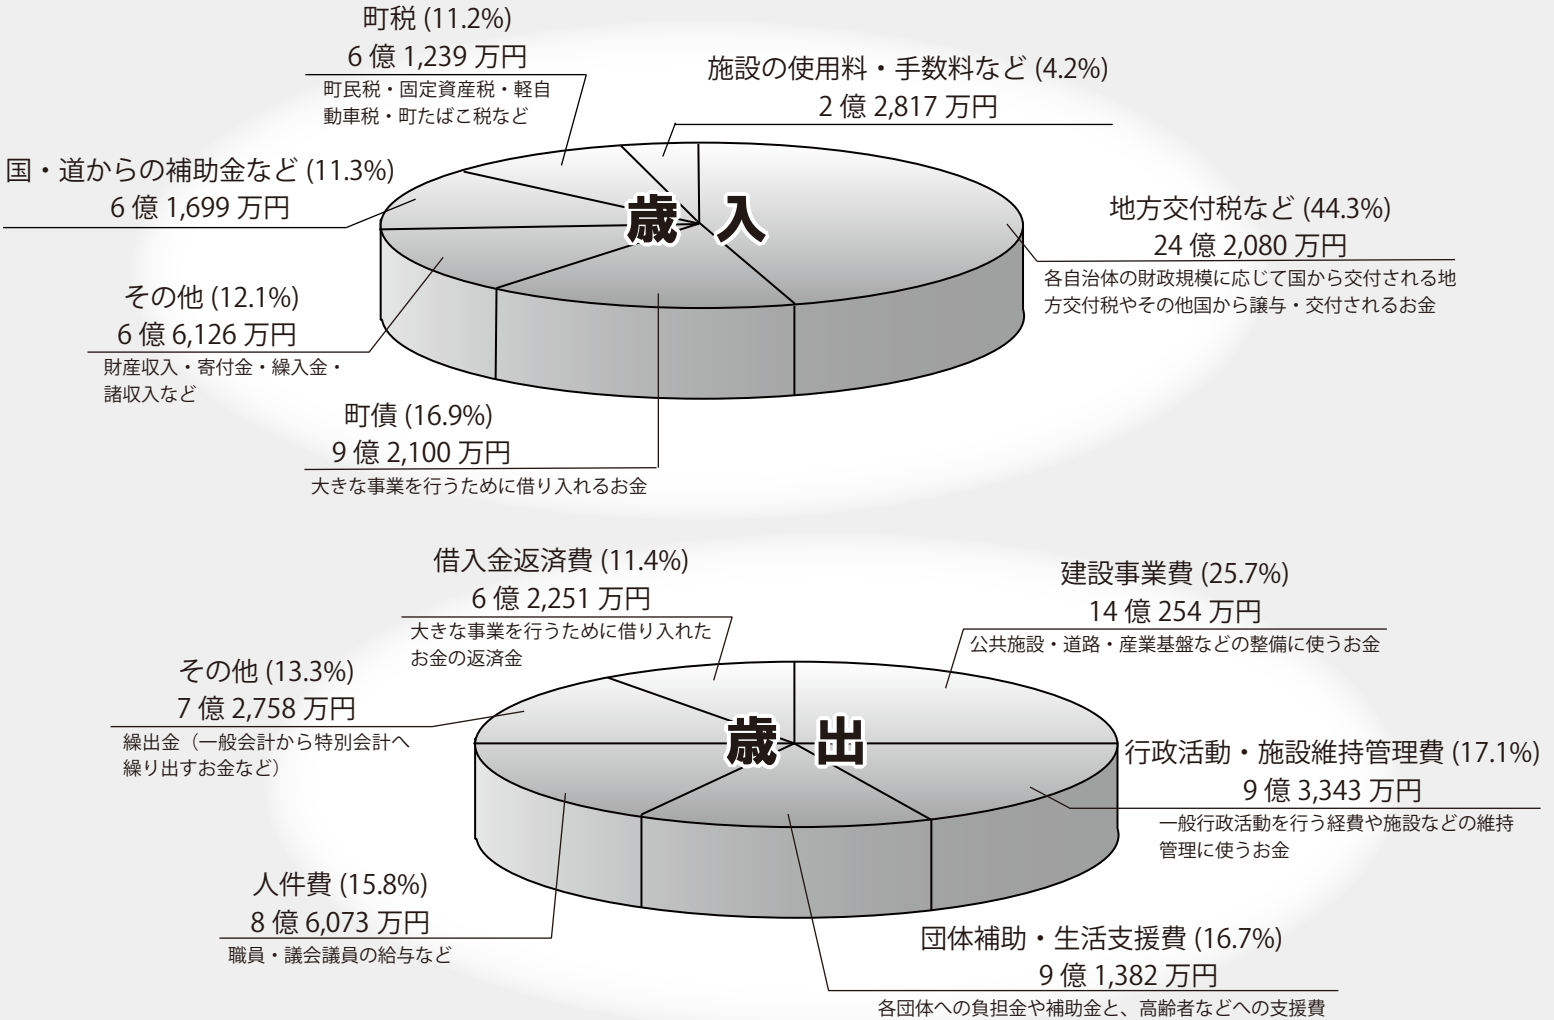 町税 (11.2%)
6 億 1,239 万円
町民税・固定資産税・軽自
動車税・町たばこ税など
施設の使用料・手数料など (4.2%)
2 億 2,817 万円
国・道からの補助金など (11.3%)
6 億 1,699 万円
歳 入
地方交付税など (44.3%)
24 億 2,080 万円
各自治体の財政規模に応じて国から交付される地
方交付税やその他国から譲与・交付されるお金
その他 (12.1%)
6 億 6,126 万円
財産収入・寄付金・繰入金・
諸収入など
町債 (16.9%)
9 億 2,100 万円
大きな事業を行うために借り入れるお金
借入金返済費 (11.4%)
6 億 2,251 万円
大きな事業を行うために借り入れた
お金の返済金
建設事業費 (25.7%)
14 億 254 万円
公共施設・道路・産業基盤などの整備に使うお金
その他 (13.3%)
7 億 2,758 万円
繰出金（一般会計から特別会計へ
繰り出すお金など）
歳 出
行政活動・施設維持管理費 (17.1%)
9 億 3,343 万円
一般行政活動を行う経費や施設などの維持
管理に使うお金
人件費 (15.8%)
8 億 6,073 万円
職員・議会議員の給与など
団体補助・生活支援費 (16.7%)
9 億 1,382 万円
各団体への負担金や補助金と、高齢者などへの支援費